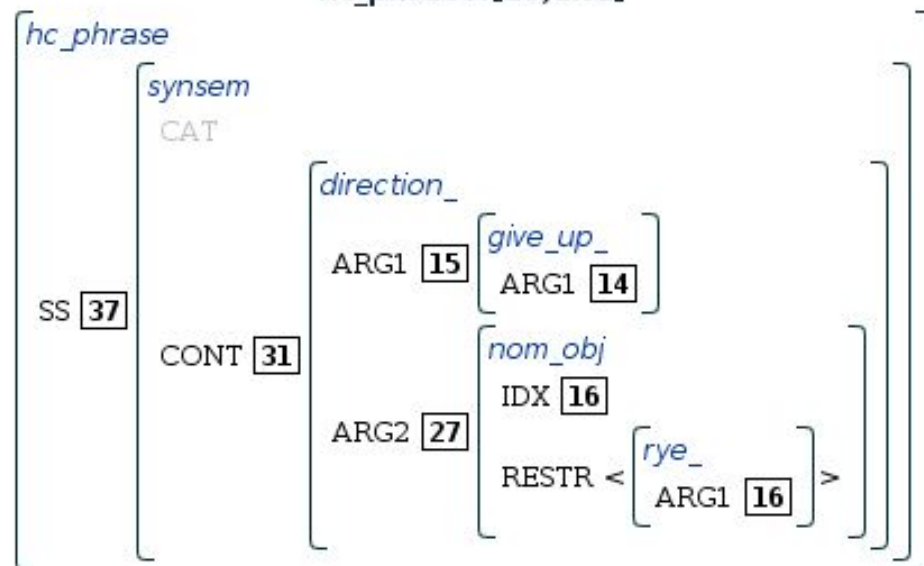 hc_phrase
synsem
CAT
direction_
give_up_
ARG1 15
ARG1 14
SS 37
nom_obj
CONT 31
IDX 16
ARG2 27
rye_
RESTR < >
ARG1 16